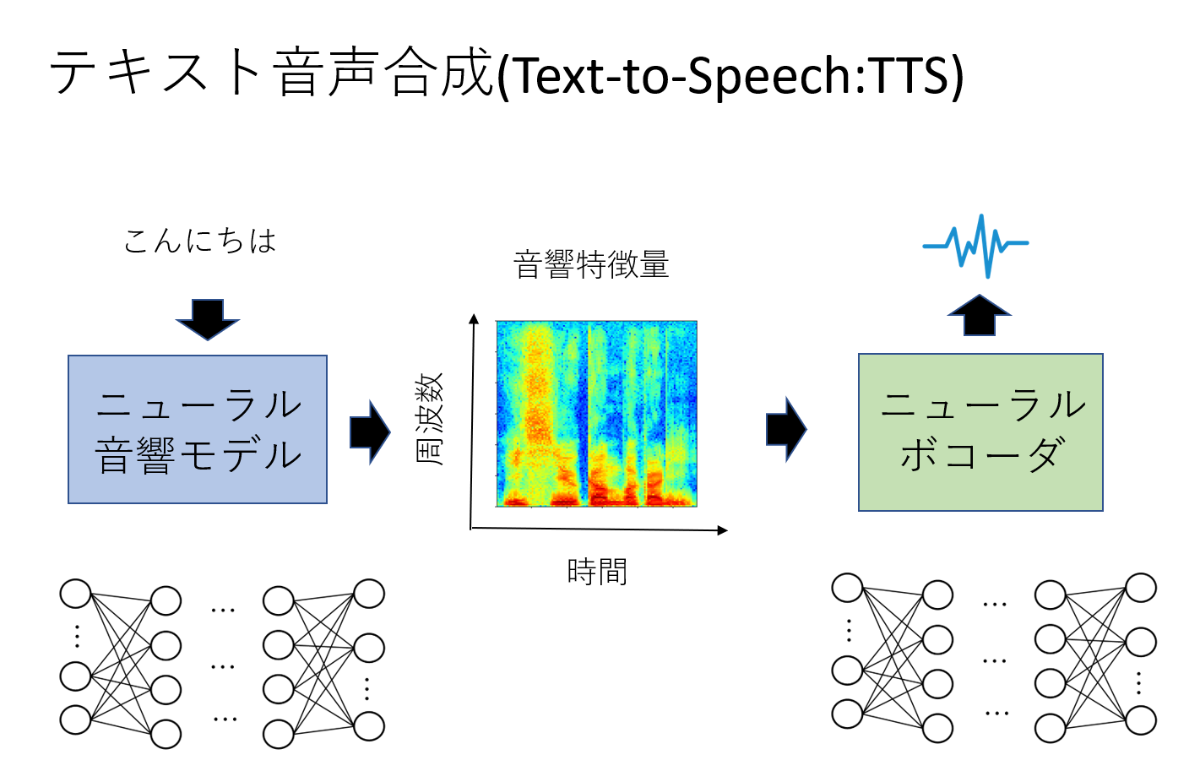 テキスト音声合成(Text-to-Speech:TTS)
こんにちは
ニューラル
音響モデル
音響特徴量
周波数
時間
ニューラル
ボコーダ
…
…
…
…
…
…
…
…
…
…